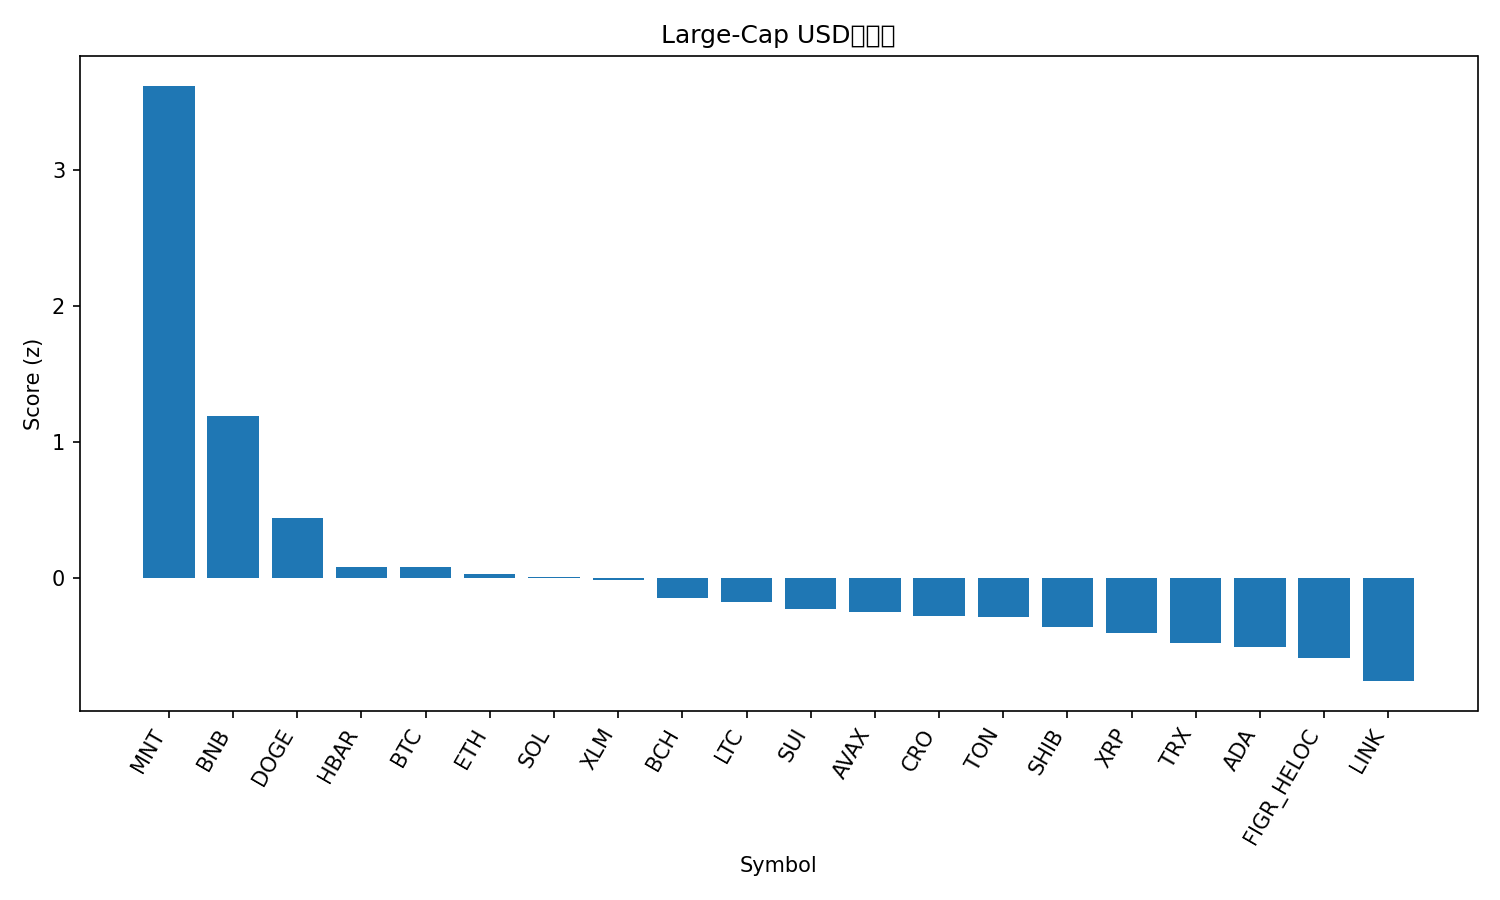 Large-Cap USD
Score (z)
3
2
1
0
MNT
BNB
DOGE
HBAR
BTC
ETH
SOL
XLM
BCH
LTC
SUI
AVAX
CRO
TON
SHIB
XRP
TRX
ADA
FIGR_HELOC
LINK
Symbol